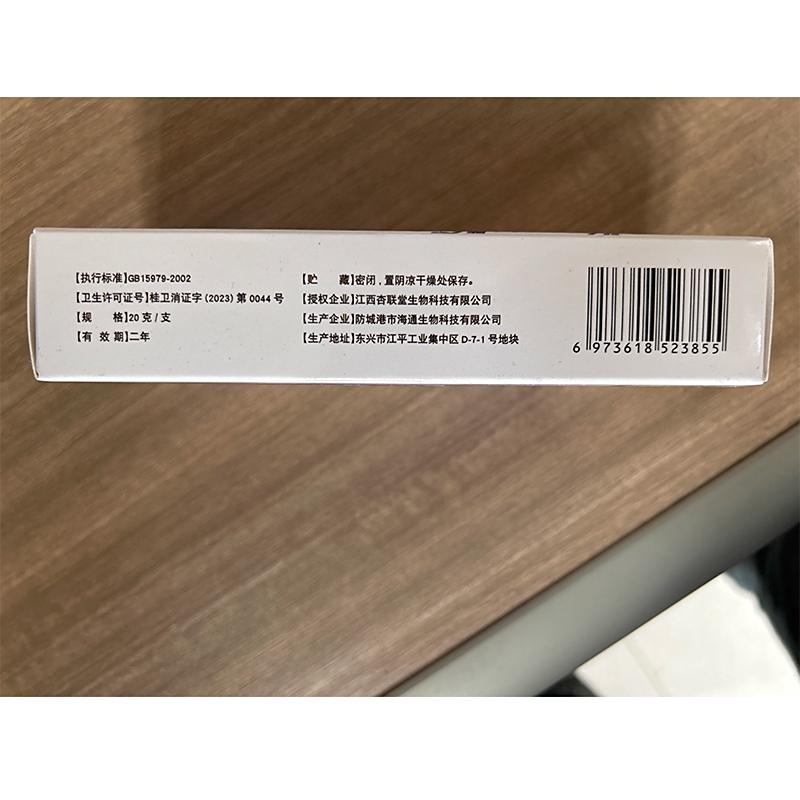 【执行标准】GB15979-2002
【卫生许可证号】桂卫消证字(2023)第0044号
【规 格】20克/支
【有 效 期】二年
【贮 藏】密闭,置阴凉干燥处保存。
【授权企业】江西杏联堂生物科技有限公司
【生产企业】防城港市海通生物科技有限公司
【生产地址】东兴市江平工业集中区D-7-1号地块
6 973618 523855